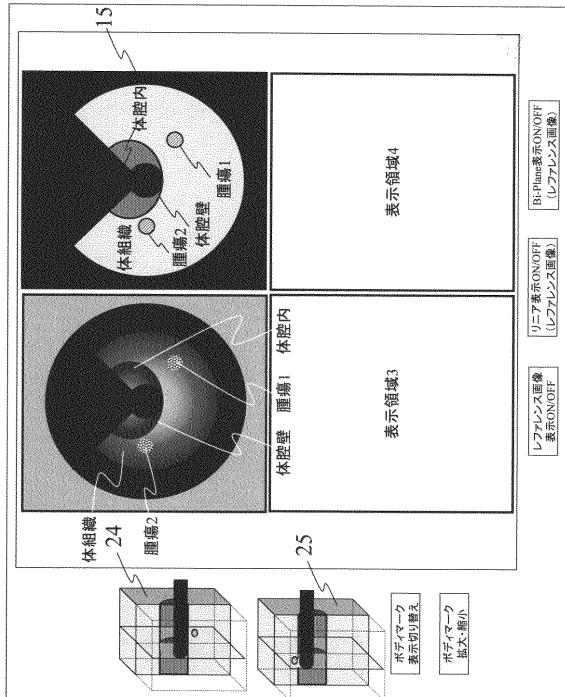 15
体腔内
腫瘍1
体腔壁
腫瘍2
体組織
表示領域4
体腔内
腫瘍1
体腔壁
体組織
腫瘍2
表示領域3
24
25
ボディマーク
表示切り替え
ボディマーク
拡大・縮小
レファレンス画像
表示ON/OFF
リニア表示ON/OFF
(レファレンス画像)
Bi-Plane表示ON/OFF
(レファレンス画像)